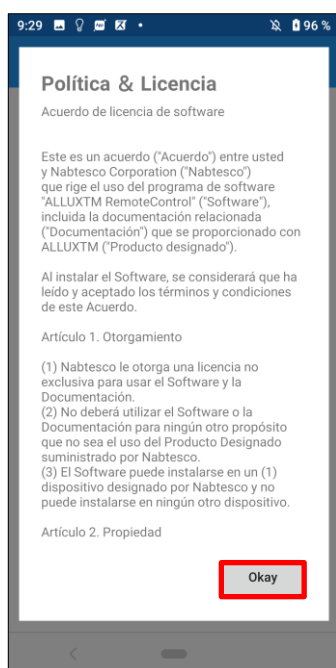 9:29
96 %
Política & Licencia
Acuerdo de licencia de software
Este es un acuerdo ("Acuerdo") entre usted
y Nabtesco Corporation ("Nabtesco")
que rige el uso del programa de software
"ALLUXTM RemoteControl" ("Software"),
incluida la documentación relacionada
("Documentación") que se proporcionado con
ALLUXTM ("Producto designado").
Al instalar el Software, se considerará que ha
leído y aceptado los términos y condiciones
de este Acuerdo.
Artículo 1. Otorgamiento
(1) Nabtesco le otorga una licencia no
exclusiva para usar el Software y la
Documentación.
(2) No deberá utilizar el Software o la
Documentación para ningún otro propósito
que no sea el uso del Producto Designado
suministrado por Nabtesco.
(3) El Software puede instalarse en un (1)
dispositivo designado por Nabtesco y no
puede instalarse en ningún otro dispositivo.
Artículo 2. Propiedad
Okay